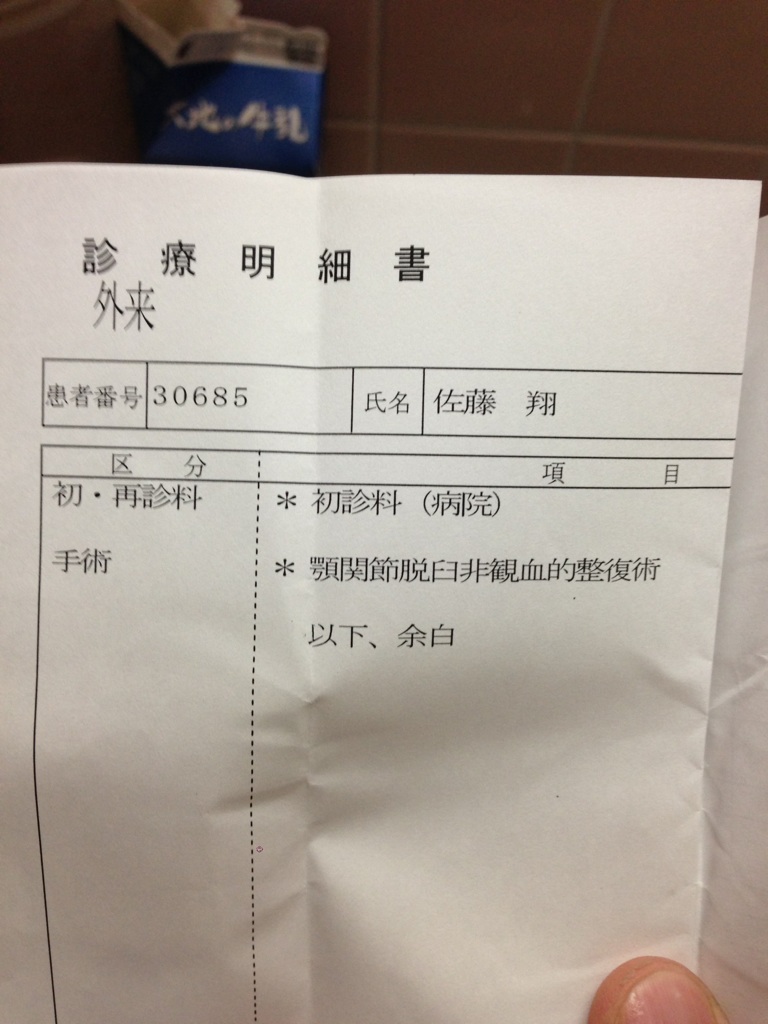 診療明細書
外来
患者番号 30685 氏名 佐藤 翔
区 分 項 目
初・再診料 ＊ 初診料（病院）
手術 ＊ 顎関節脱臼非観血的整復術
以下、余白